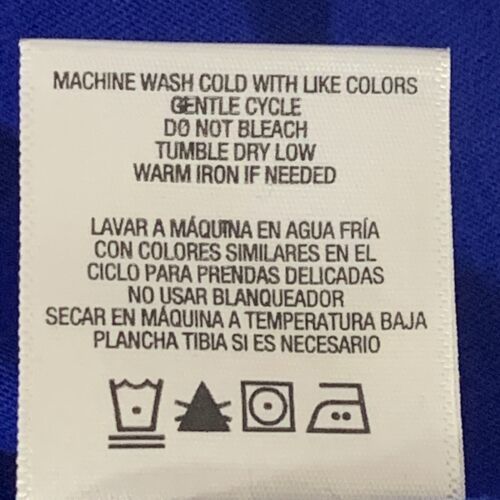 MACHINE WASH COLD WITH LIKE COLORS
GENTLE CYCLE
DO NOT BLEACH
TUMBLE DRY LOW
WARM IRON IF NEEDED
LAVAR A MÁQUINA EN AGUA FRÍA
CON COLORES SIMILARES EN EL
CICLO PARA PRENDAS DELICADAS
NO USAR BLANQUEADOR
SECAR EN MÁQUINA A TEMPERATURA BAJA
PLANCHA TIBIA SI ES NECESARIO